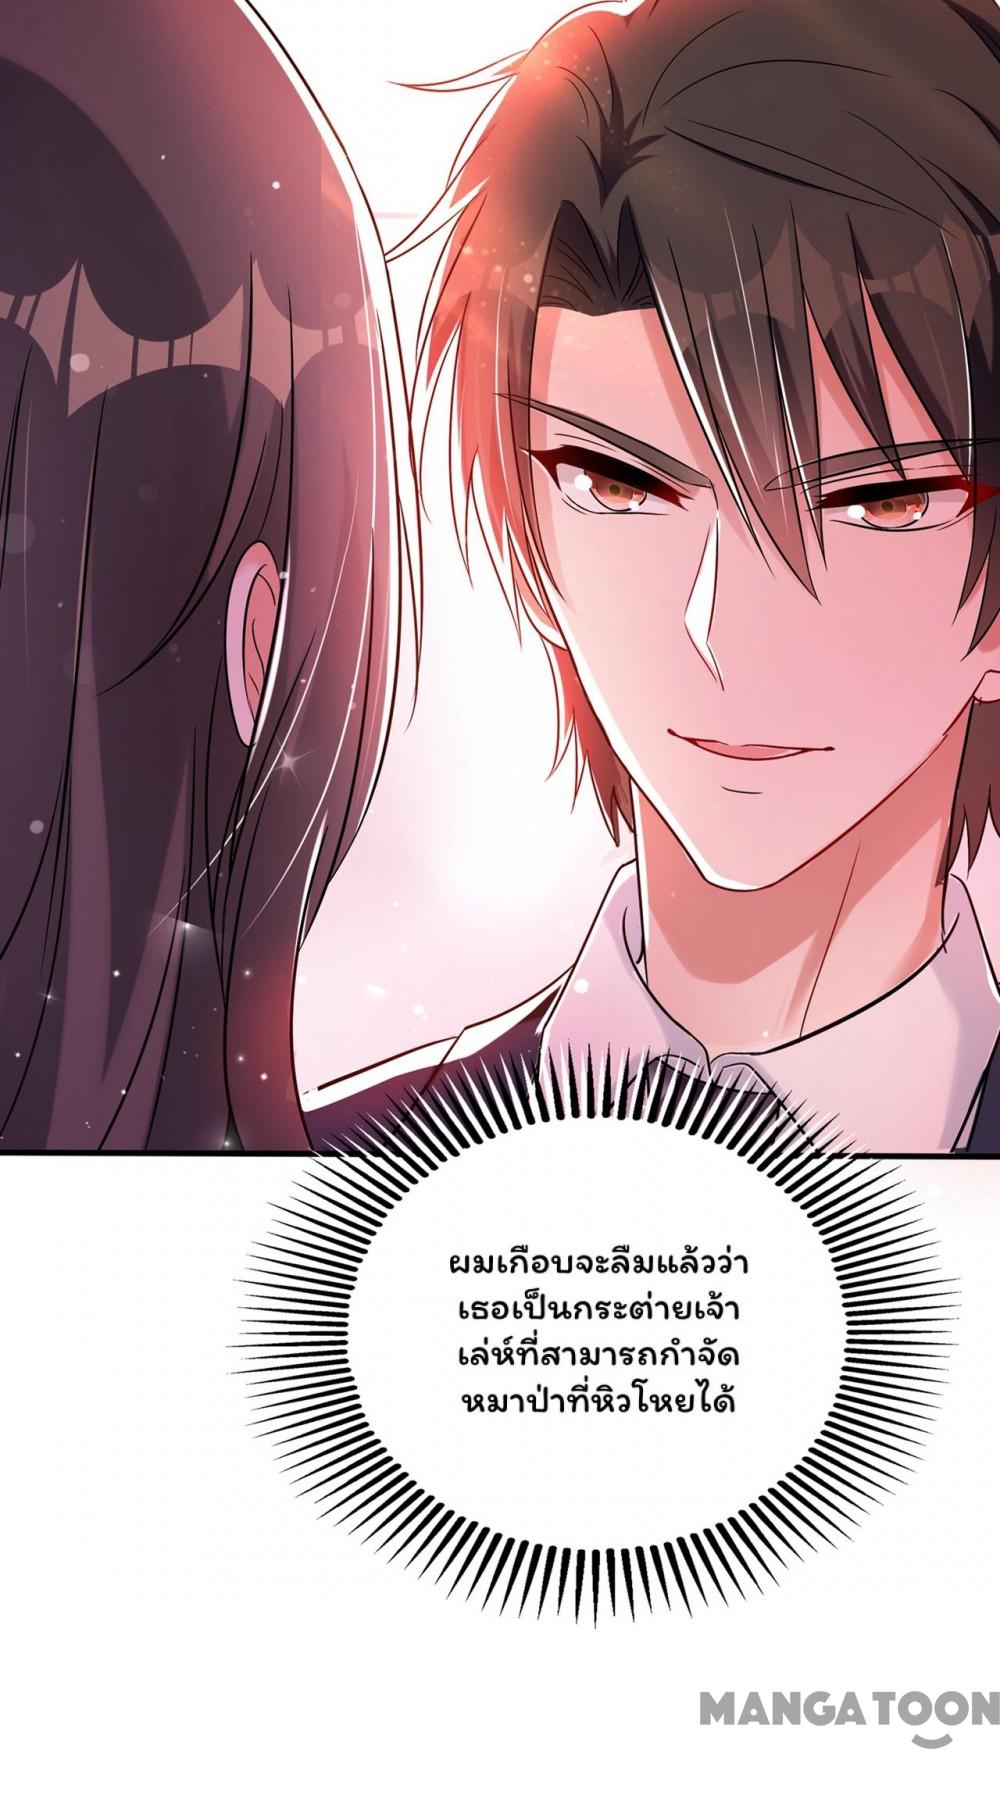 ผมเกือบจะลืมแล้วว่า
เธอเป็นกระต่ายเจ้า
เล่ห์ที่สามารถกำจัด
หมาป่าที่หิวโหยได้
MANGATOON